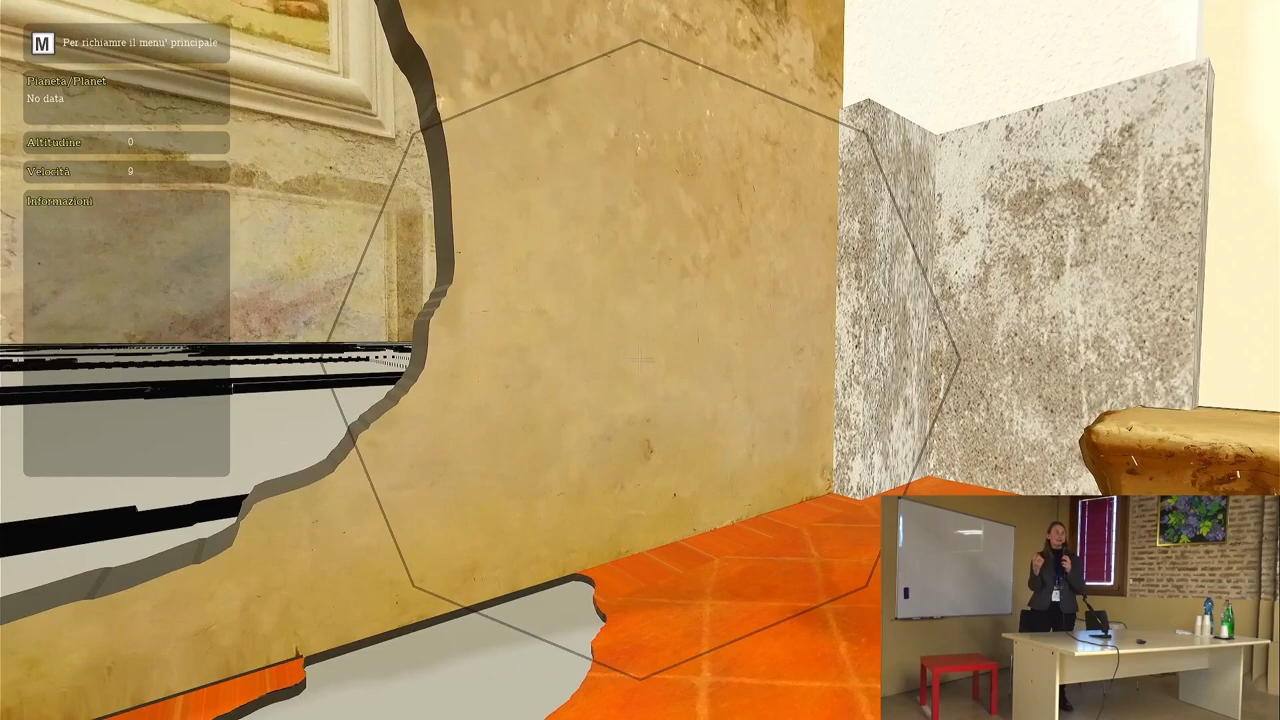 M Per richiamre il menu' principale
Pianeta/Planet
No data
Altitudine 0
Velocità 9
Informazioni